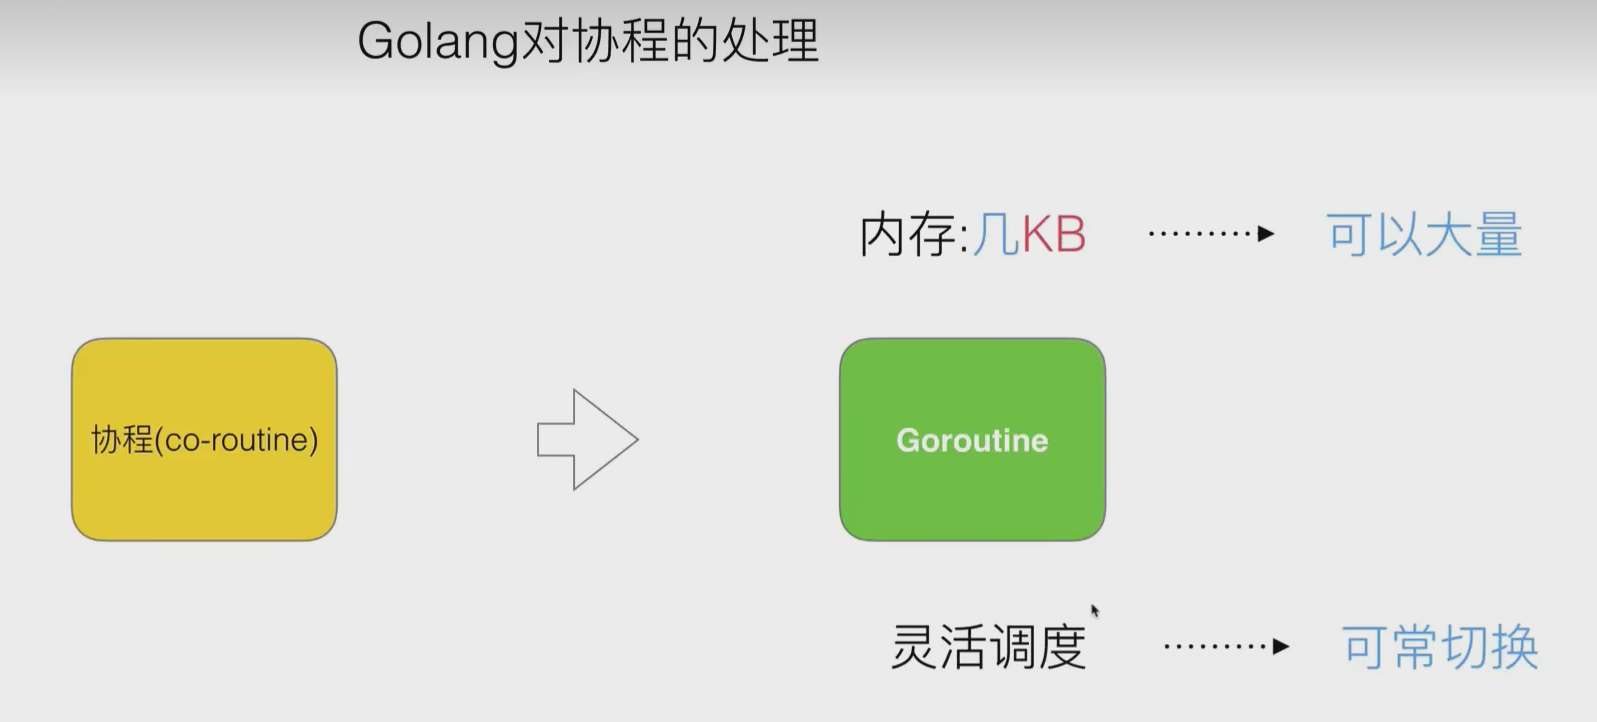 Golang对协程的处理
内存:几KB
可以大量
协程(co-routine)
Goroutine
灵活调度
可常切换